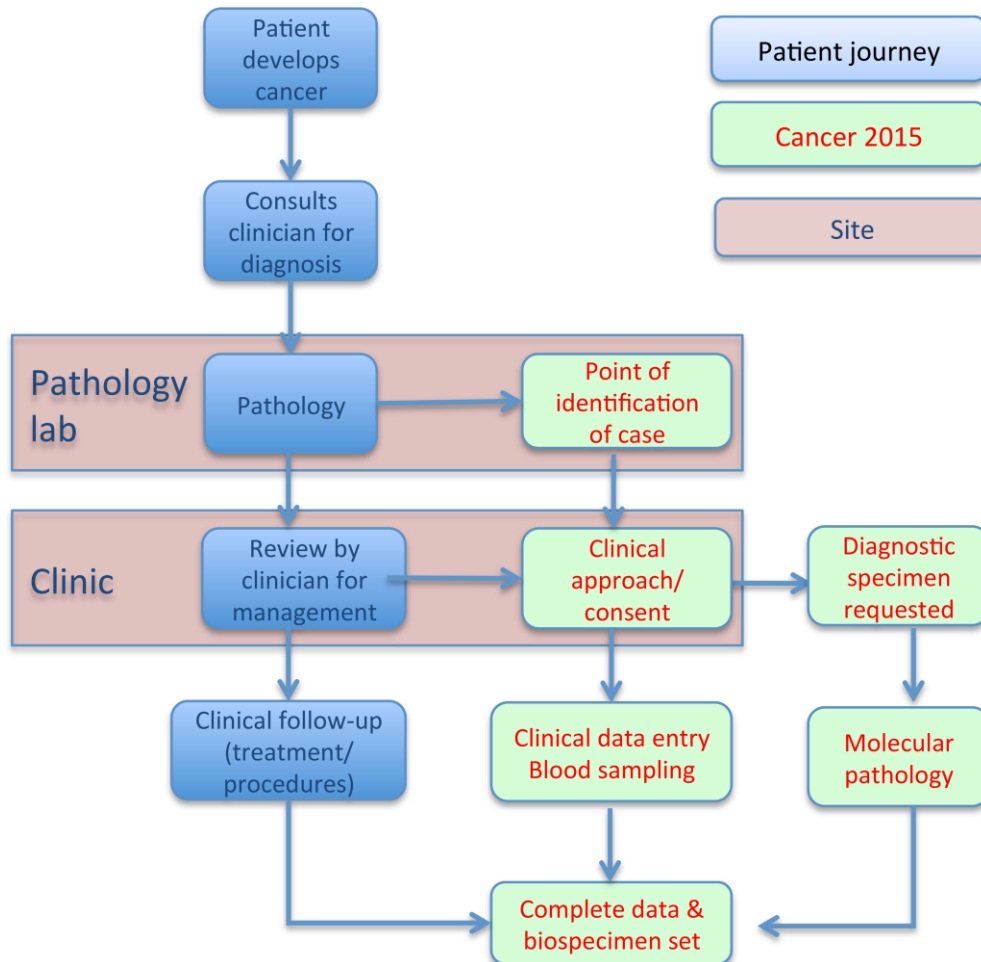 Patient
develops
cancer
Patient journey
Cancer 2015
Consults
clinician for
diagnosis
Site
Pathology
lab
Pathology
Point of
identification
of case
Clinic
Review by
clinician for
management
Clinical
approach/
consent
Diagnostic
specimen
requested
Clinical follow-up
(treatment/
procedures)
Clinical data entry
Blood sampling
Molecular
pathology
Complete data &
biospecimen set